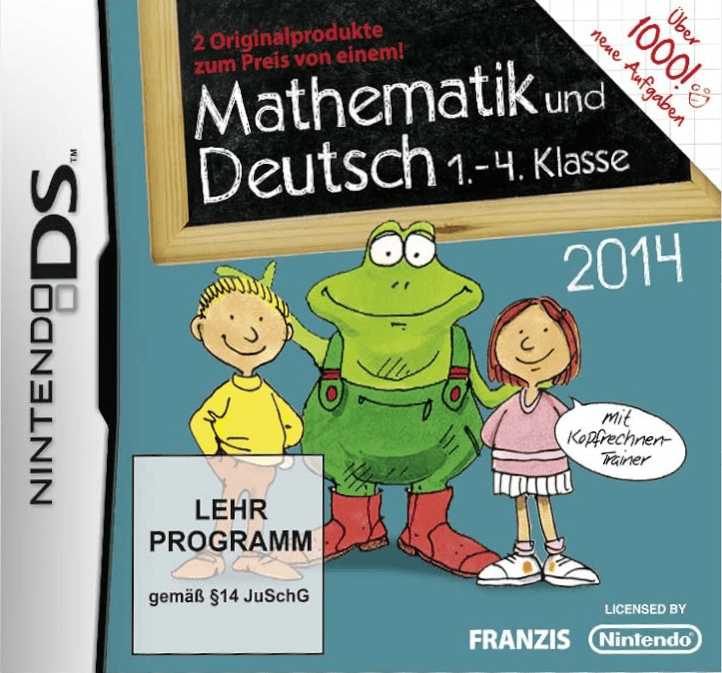 NINTENDO DS™
2 Originalprodukte
zum Preis von einem!
Über
1000!
neue Aufgaben
Mathematik und
Deutsch 1.-4. Klasse
2014
mit
Kopfrechnen-
Trainer
LEHR
PROGRAMM
gemäß §14 JuSchG
LICENSED BY
FRANZIS
Nintendo®